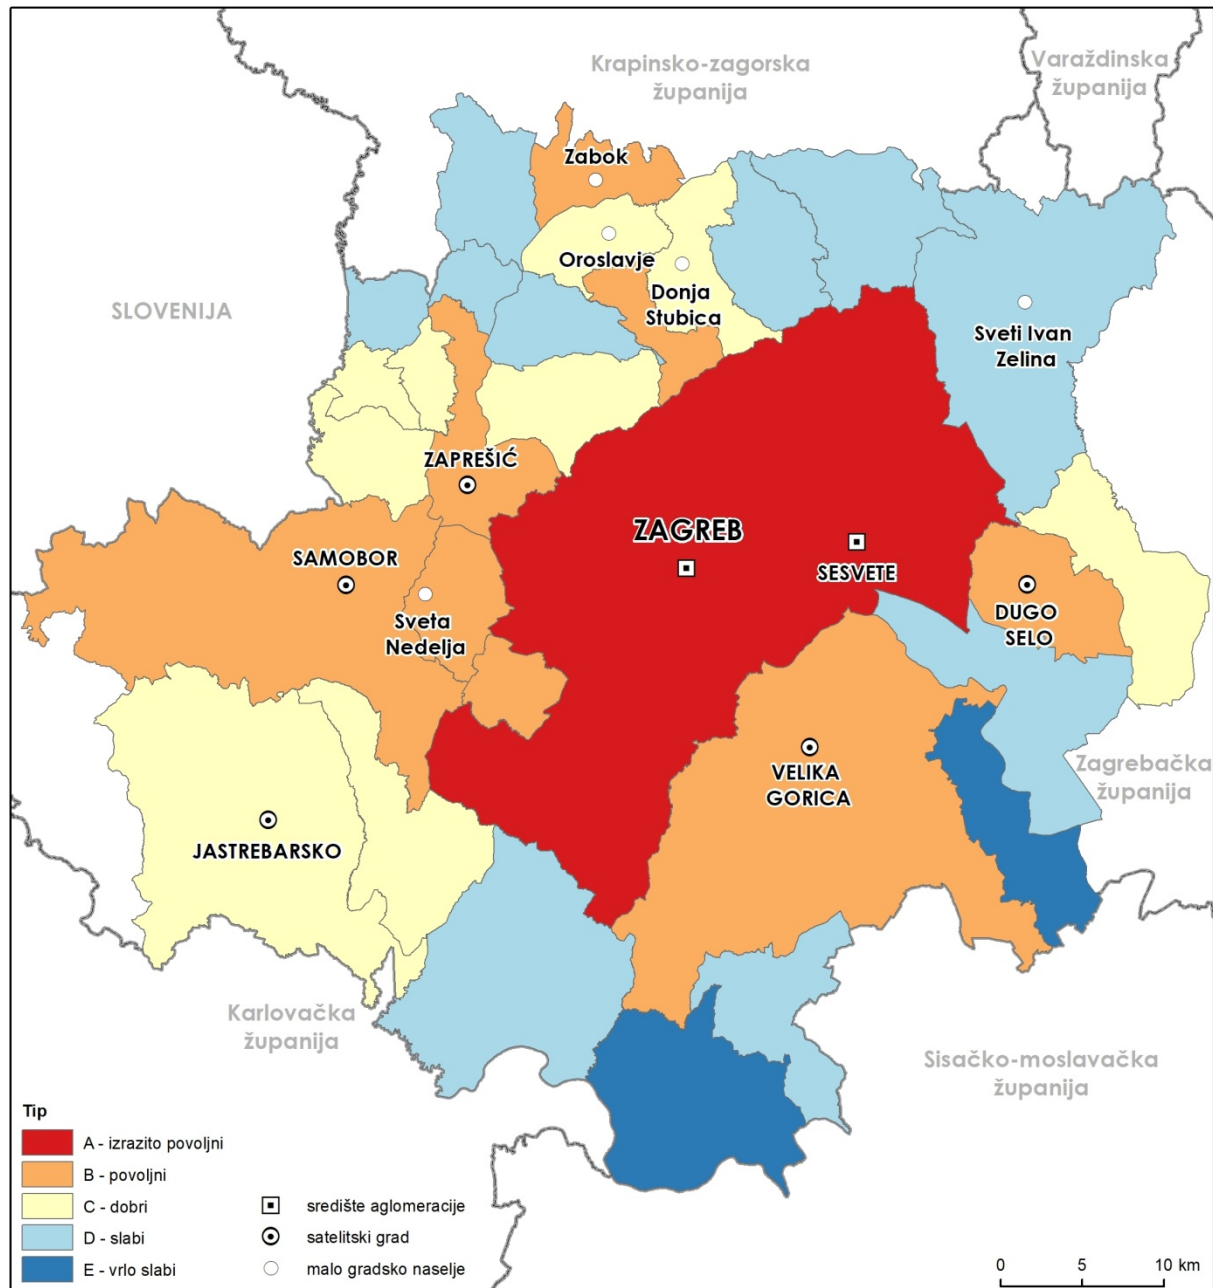 Krapinsko-zagorska
županija
Varaždinska
županija
Zabok
Oroslavje
Donja
Stubica
SLOVENIJA
Sveti Ivan
Zelina
ZAPREŠIĆ
ZAGREB
SAMOBOR
SESVETE
Sveta
Nedelja
DUGO
SELO
VELIKA
GORICA
Zagrebačka
županija
JASTREBARSKO
Karlovačka
županija
Sisačko-moslavačka
županija
Tip
A - izrazito povoljni
B - povoljni
C - dobri
D - slabi
E - vrlo slabi
središte aglomeracije
satelitski grad
malo gradsko naselje
0 5 10 km